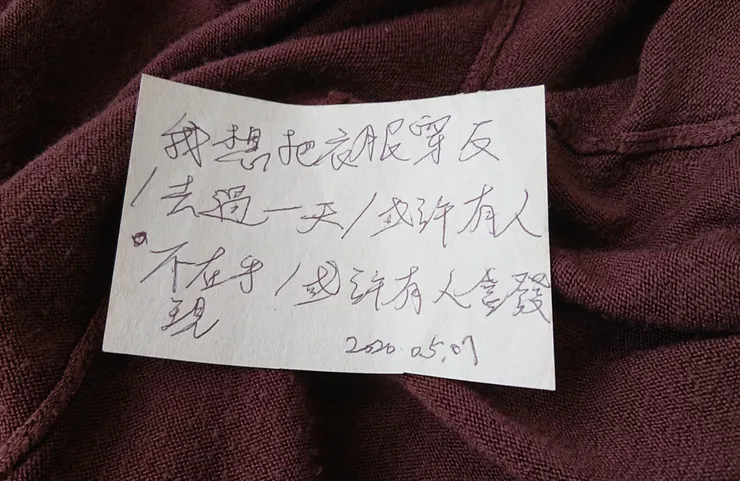 我想把衣服穿反
/去過一天/或許有人
不在乎/或許有人會發
現
2020.05.07